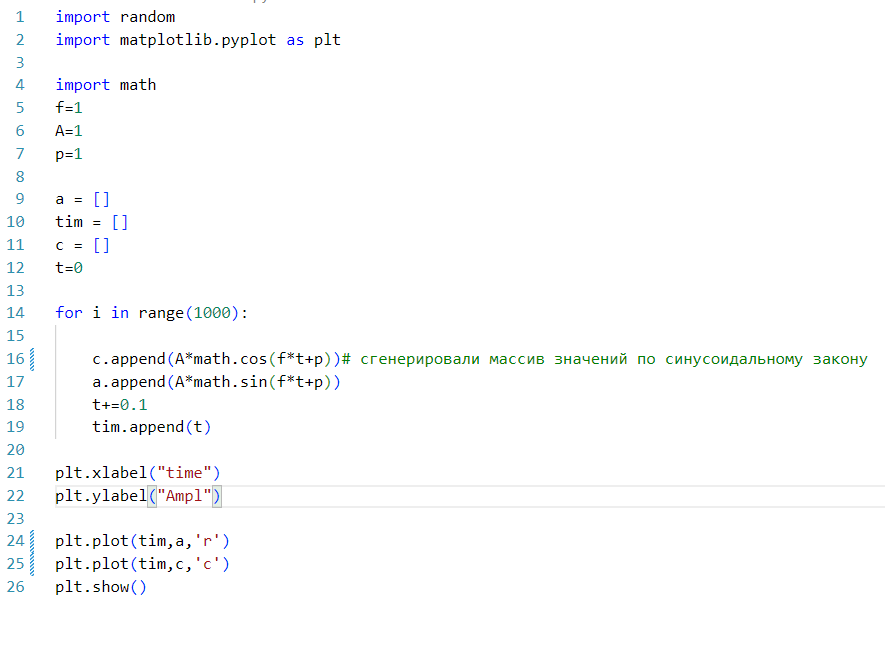 1 import random
2 import matplotlib.pyplot as plt
3
4 import math
5 f=1
6 A=1
7 p=1
8
9 a = []
10 tim = []
11 c = []
12 t=0
13
14 for i in range(1000):
15
16 c.append(A*math.cos(f*t+p))# сгенерировали массив значений по синусоидальному закону
17 a.append(A*math.sin(f*t+p))
18 t+=0.1
19 tim.append(t)
20
21 plt.xlabel("time")
22 plt.ylabel("Ampl")
23
24 plt.plot(tim,a,'r')
25 plt.plot(tim,c,'c')
26 plt.show()